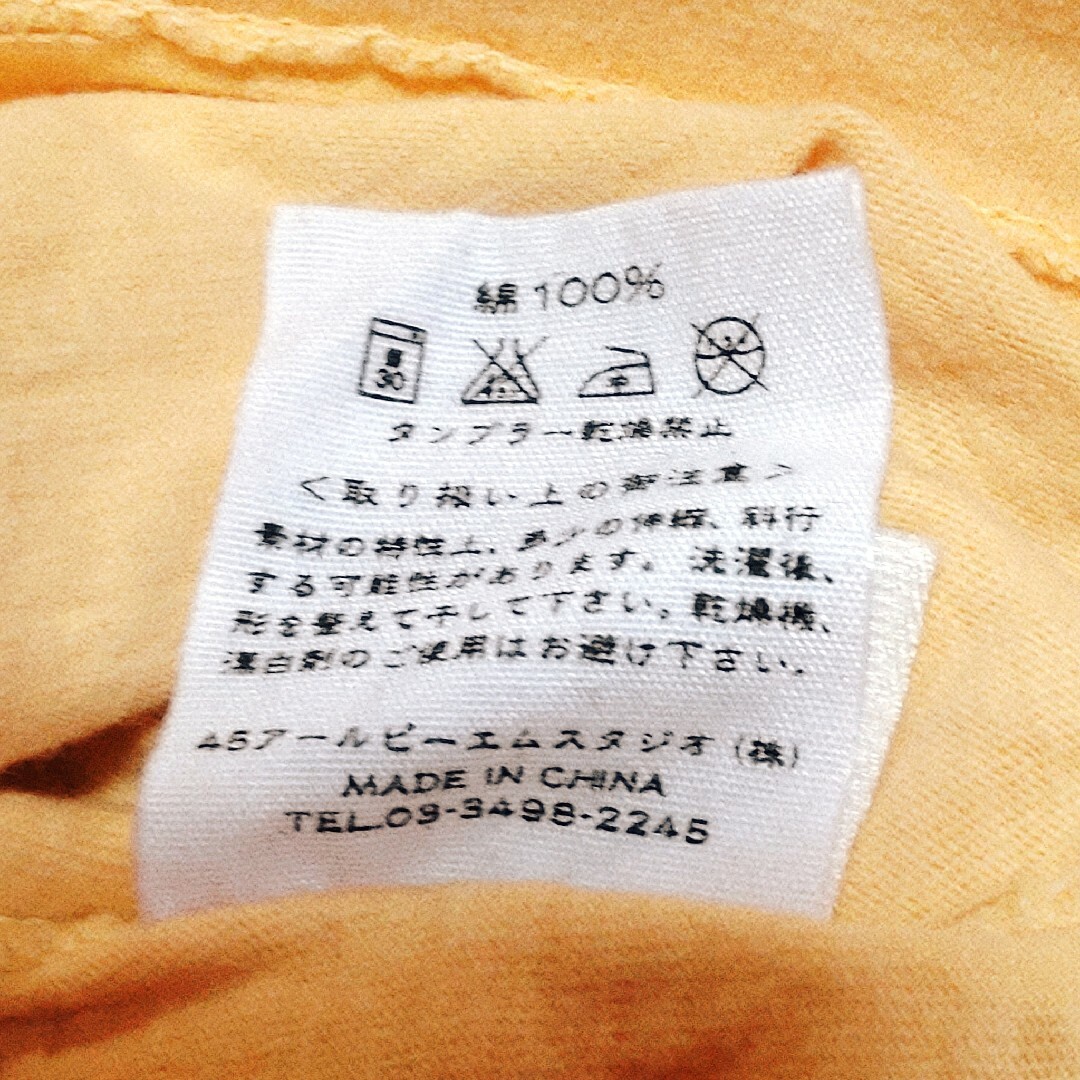 綿100%
弱
30
中
タンブラー乾燥禁止
＜取り扱い上の御注意＞
素材の特性上、多少の伸縮、斜行
する可能性があります。洗濯後、
形を整えて干して下さい。乾燥機、
漂白剤のご使用はお避け下さい。
45アールピーエムスタジオ(株)
MADE IN CHINA
TEL.03-3498-2245